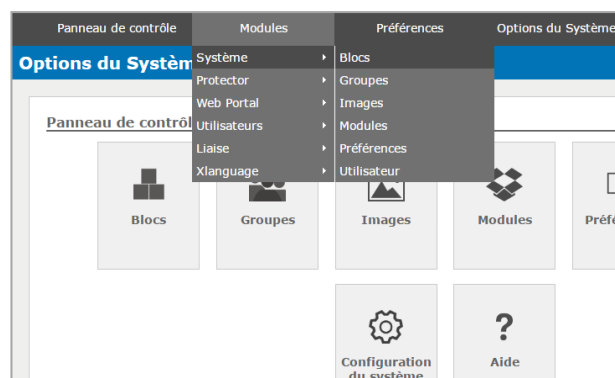 Panneau de contrôle Modules Préférences Options du Système
Options du Systèm
Système Blocs
Protector Groupes
Web Portal Images
Utilisateurs Modules
Liaise Préférences
Xlanguage Utilisateur
Panneau de contrôl
Blocs Groupes Images Modules Préfé
Configuration
du système
Aide